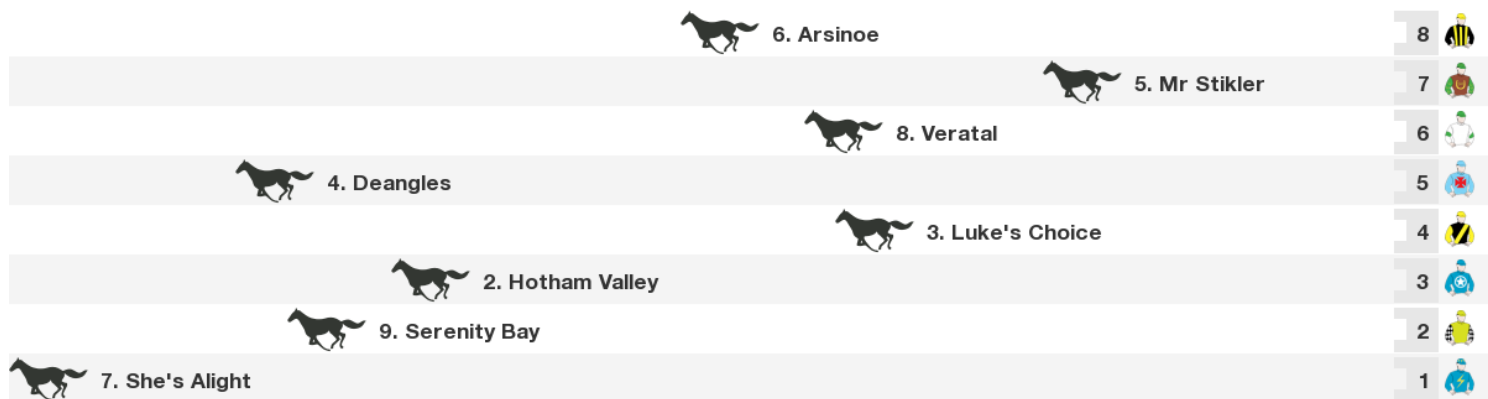 6. Arsinoe 8
5. Mr Stikler 7
8. Veratal 6
4. Deangles 5
3. Luke's Choice 4
2. Hotham Valley 3
9. Serenity Bay 2
7. She's Alight 1